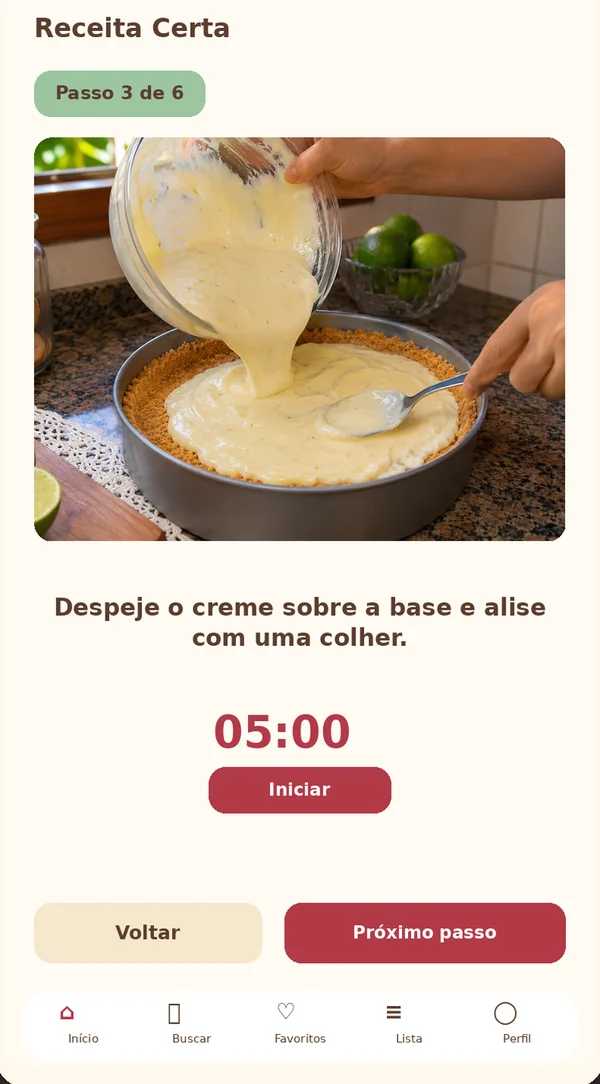 Receita Certa
Passo 3 de 6
Despeje o creme sobre a base e alise
com uma colher.
05:00
Iniciar
Voltar
Próximo passo
Início
Buscar
Favoritos
Lista
Perfil